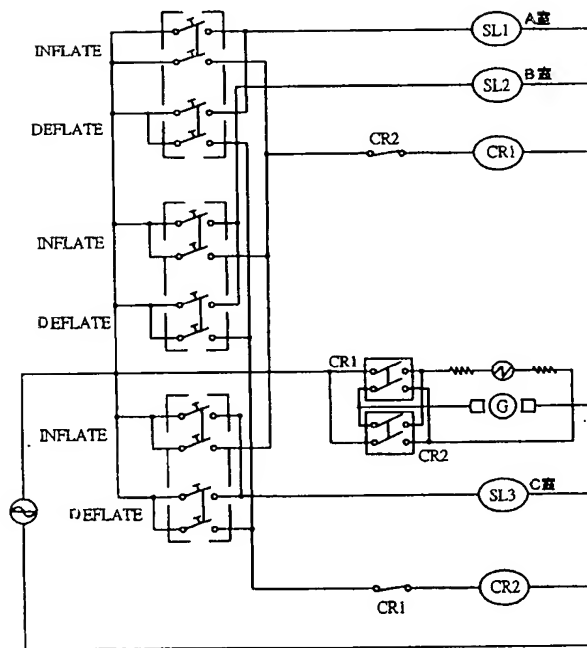 SL1 A室
INFLATE
SL2 B室
DEFLATE
CR2
CR1
INFLATE
DEFLATE
CR1
G
INFLATE
CR2
SL3 C室
DEFLATE
CR2
CR1